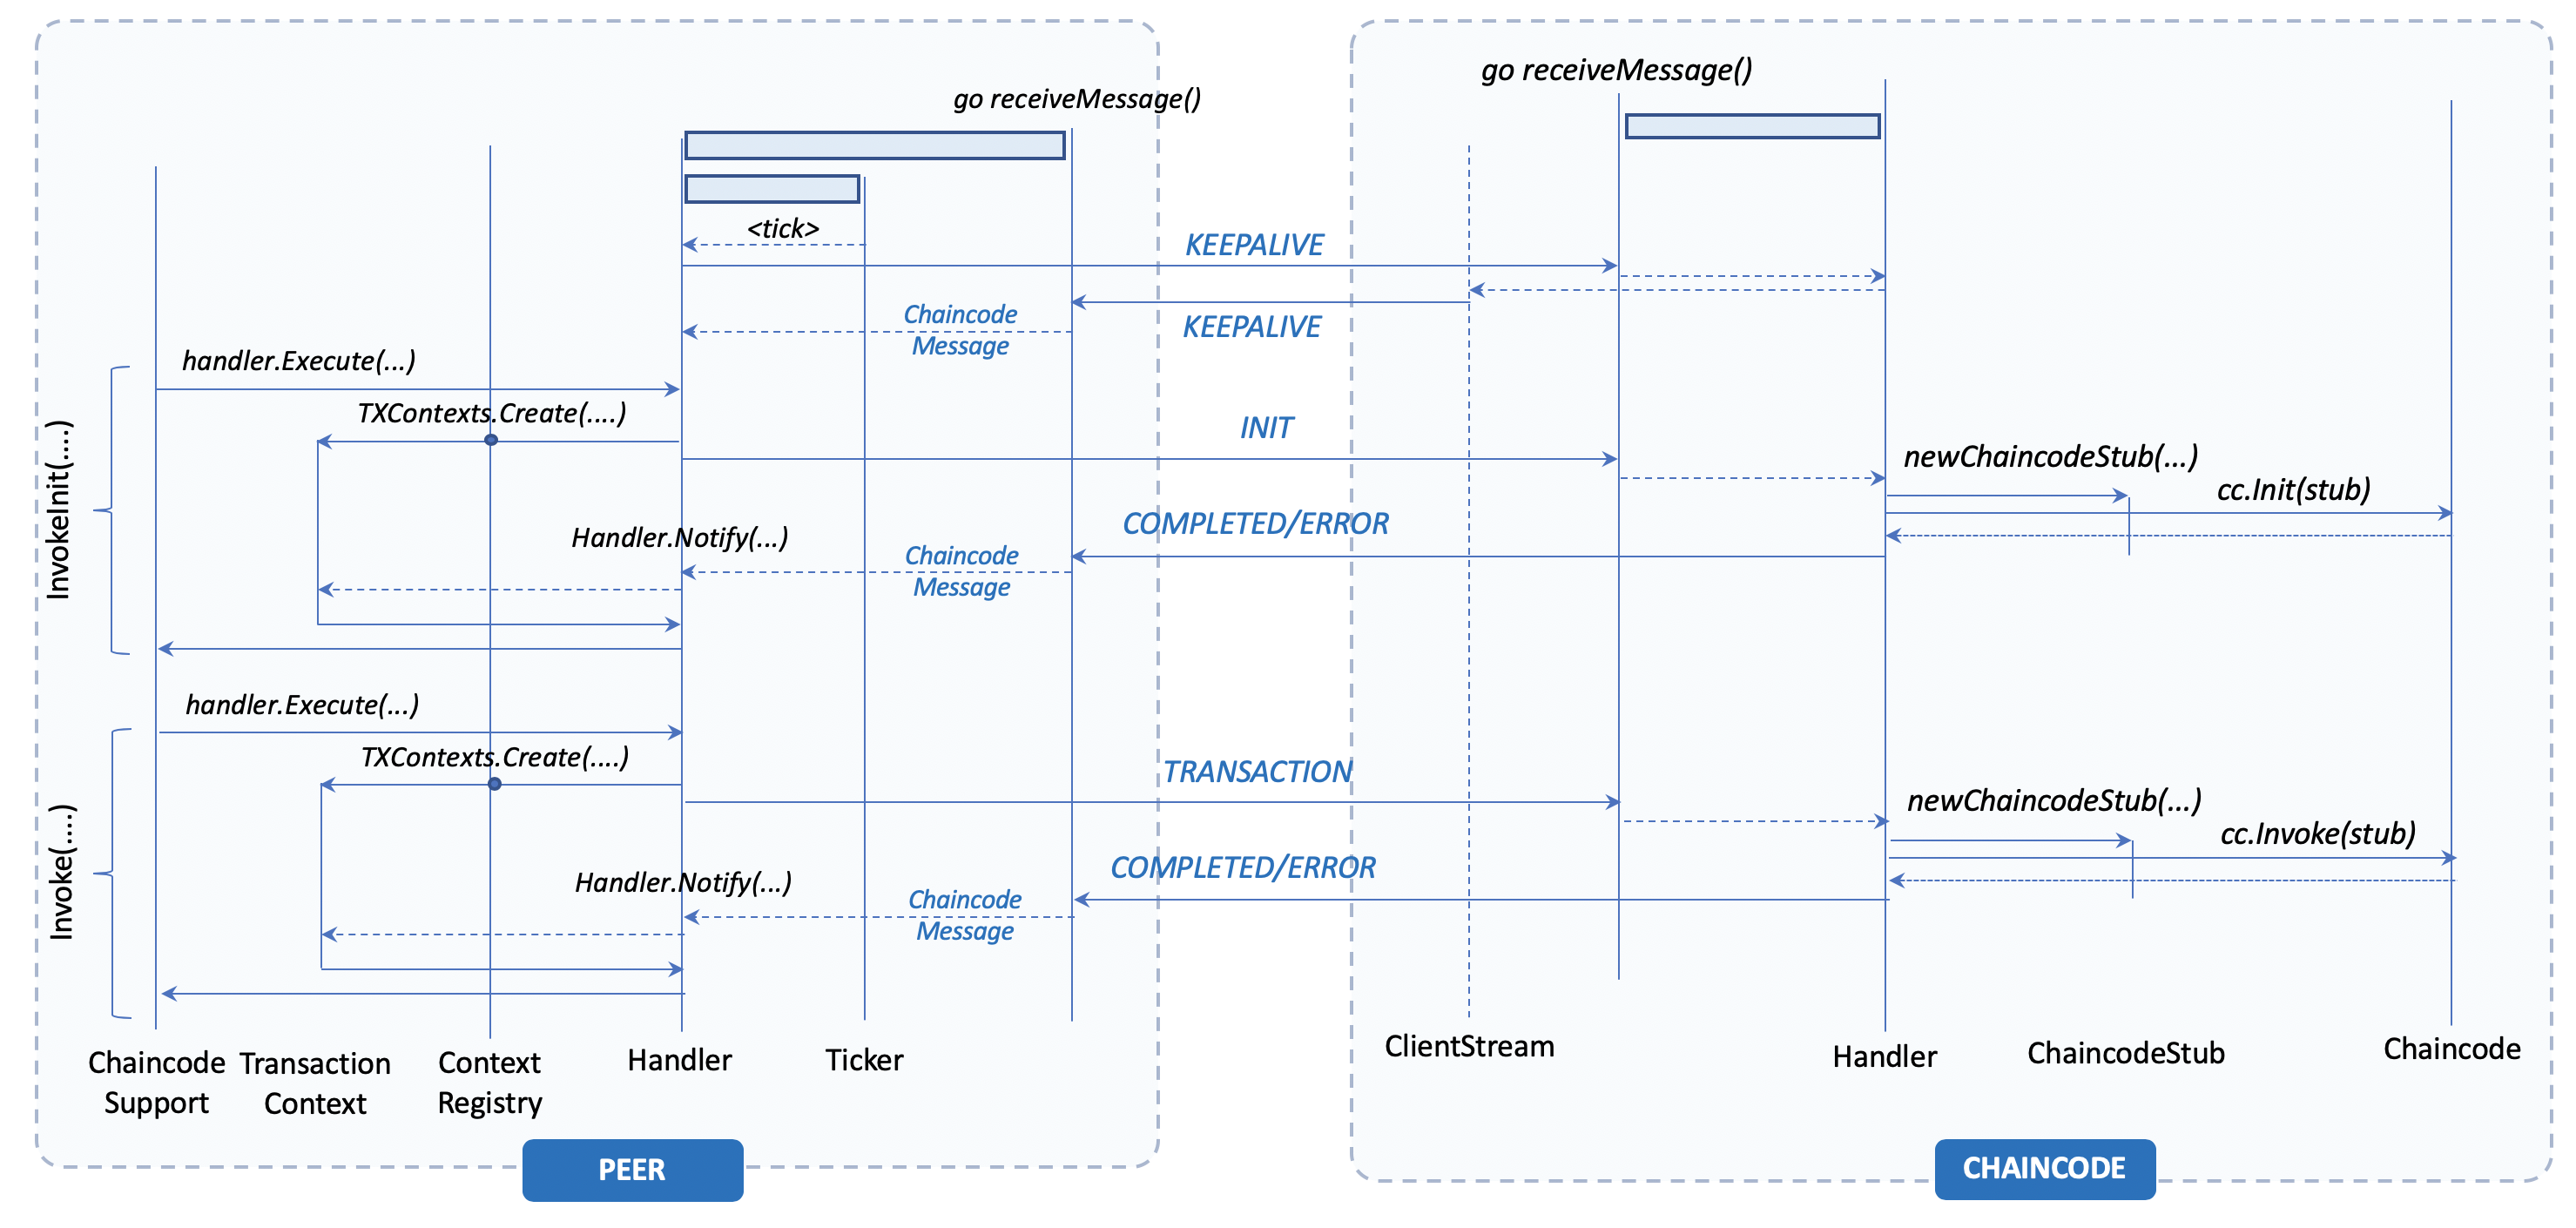 go receiveMessage()
go receiveMessage()
<tick>
KEEPALIVE
Chaincode
Message
KEEPALIVE
handler.Execute(...)
TXContexts.Create(....)
INIT
InvokeInit(....)
newChaincodeStub(...)
cc.Init(stub)
COMPLETED/ERROR
Handler.Notify(...)
Chaincode
Message
handler.Execute(...)
TXContexts.Create(....)
TRANSACTION
Invoke(....)
newChaincodeStub(...)
cc.Invoke(stub)
COMPLETED/ERROR
Handler.Notify(...)
Chaincode
Message
Chaincode
Support
Transaction
Context
Context
Registry
Handler
Ticker
ClientStream
Handler
ChaincodeStub
Chaincode
PEER
CHAINCODE